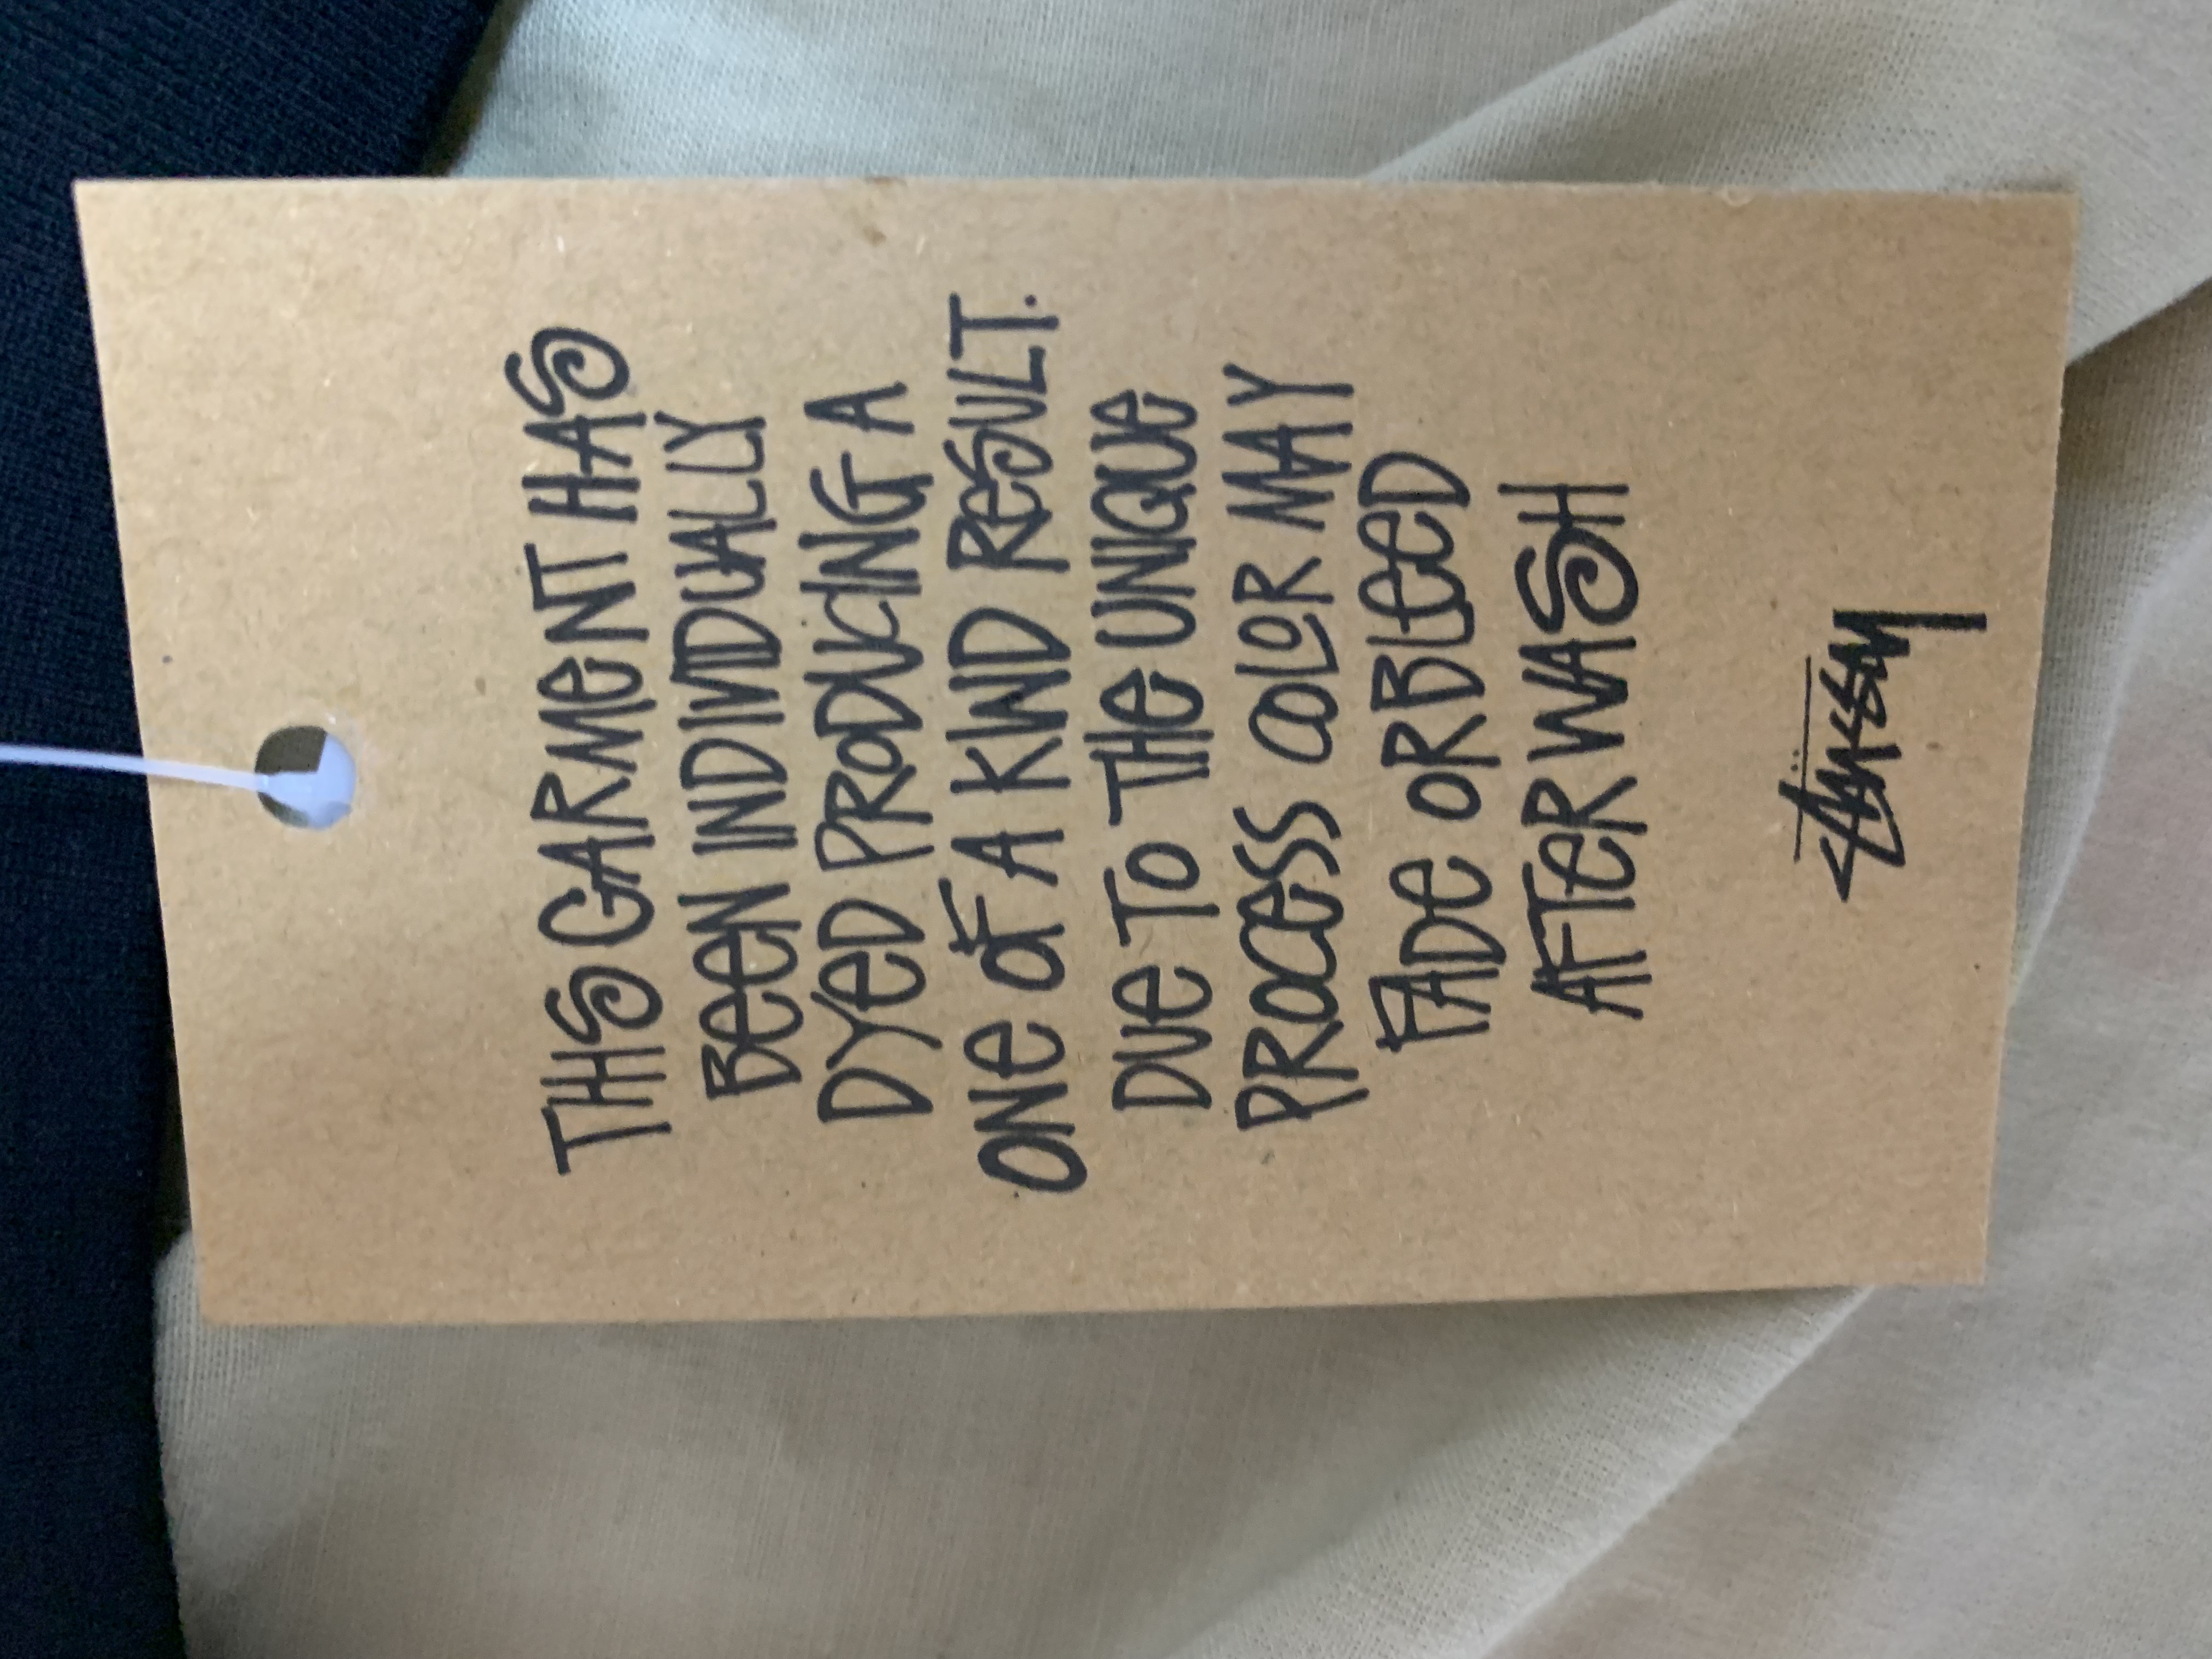 THIS GARMENT HAS
BEEN INDIVIDUALLY
DYED PRODUCING A
ONE OF A KIND RESULT.
DUE TO THE UNIQUE
PROCESS COLOR MAY
FADE OR BLEED
AFTER WASH
Stüssy